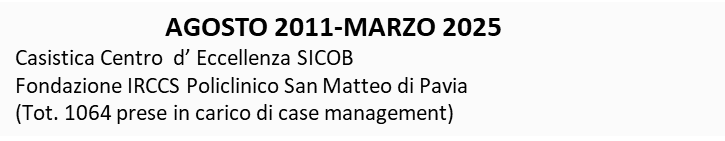 AGOSTO 2011-MARZO 2025
Casistica Centro  d’ Eccellenza SICOB
Fondazione IRCCS Policlinico San Matteo di Pavia
(Tot. 1064 prese in carico di case management)